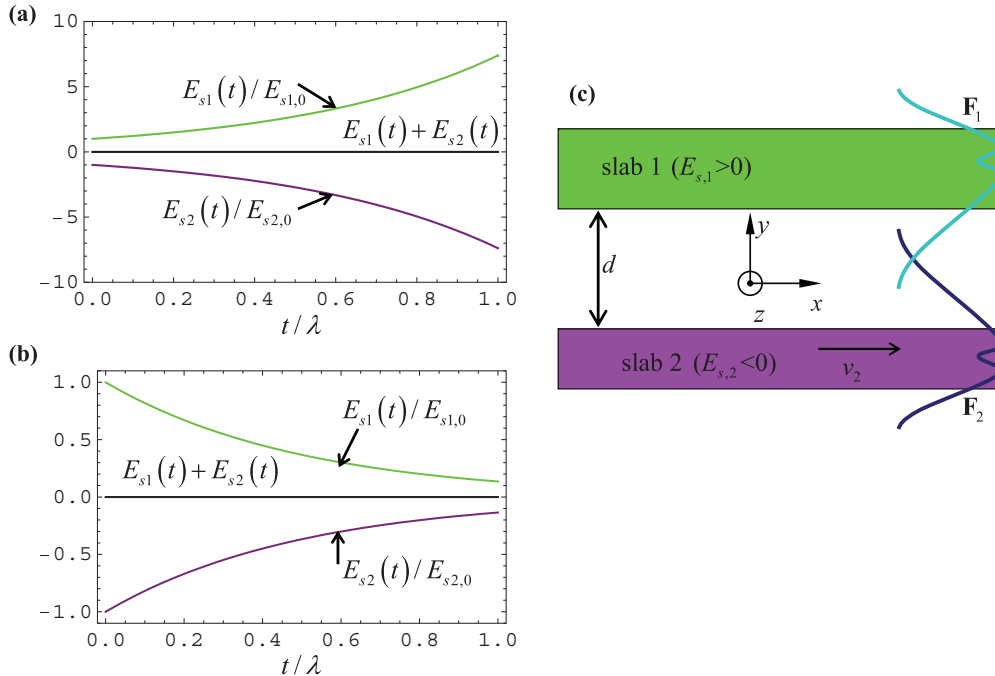 (a)
10
5
0
−5
−10
E_{s1}(t)/E_{s1,0}
E_{s1}(t)+E_{s2}(t)
E_{s2}(t)/E_{s2,0}
0.0 0.2 0.4 0.6 0.8 1.0
t/λ
(b)
1.0
0.5
0.0
−0.5
−1.0
E_{s1}(t)/E_{s1,0}
E_{s1}(t)+E_{s2}(t)
E_{s2}(t)/E_{s2,0}
0.0 0.2 0.4 0.6 0.8 1.0
t/λ
(c)
F_1
slab 1 (E_{s,1}>0)
y
d
x
z
slab 2 (E_{s,2}<0)
v_2
F_2